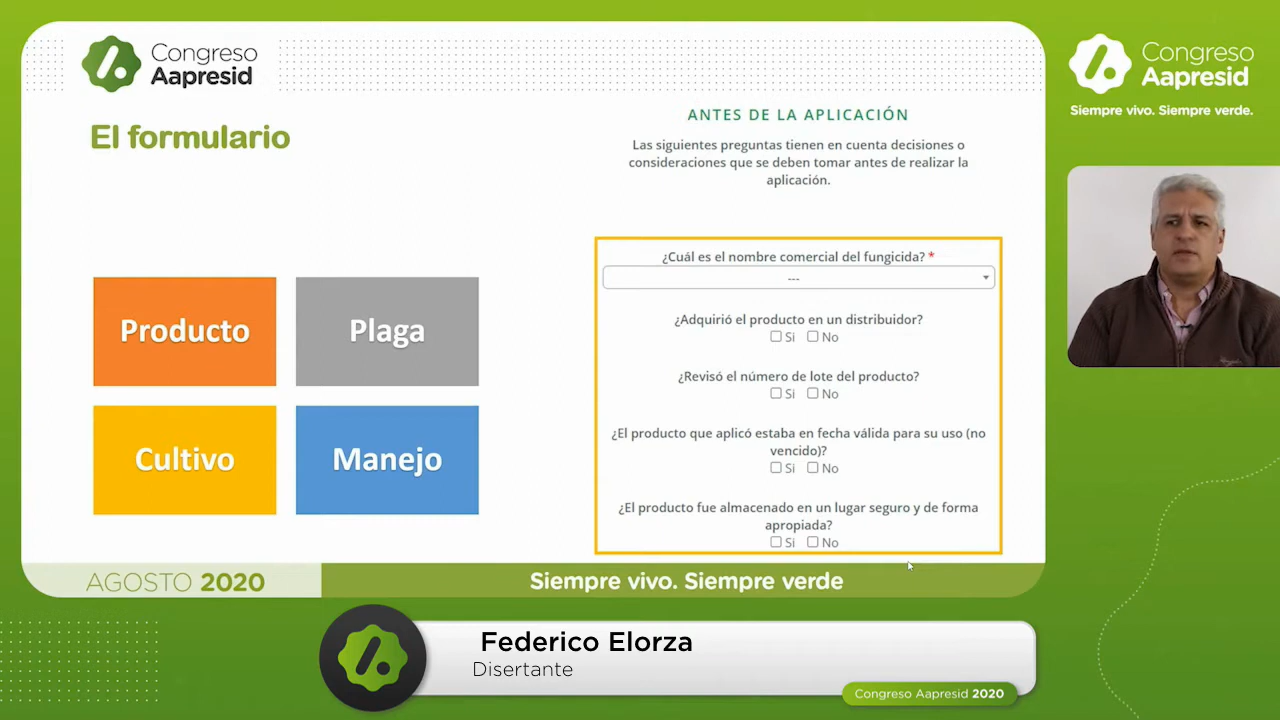 Congreso
Aapresid
Congreso
Aapresid
Siempre vivo. Siempre verde.
El formulario
ANTES DE LA APLICACIÓN
Las siguientes preguntas tienen en cuenta decisiones o
consideraciones que se deben tomar antes de realizar la
aplicación.
Producto
Plaga
Cultivo
Manejo
¿Cuál es el nombre comercial del fungicida? *
---
¿Adquirió el producto en un distribuidor?
Si No
¿Revisó el número de lote del producto?
Si No
¿El producto que aplicó estaba en fecha válida para su uso (no
vencido)?
Si No
¿El producto fue almacenado en un lugar seguro y de forma
apropiada?
Si No
AGOSTO 2020
Siempre vivo. Siempre verde
Federico Elorza
Disertante
Congreso Aapresid 2020